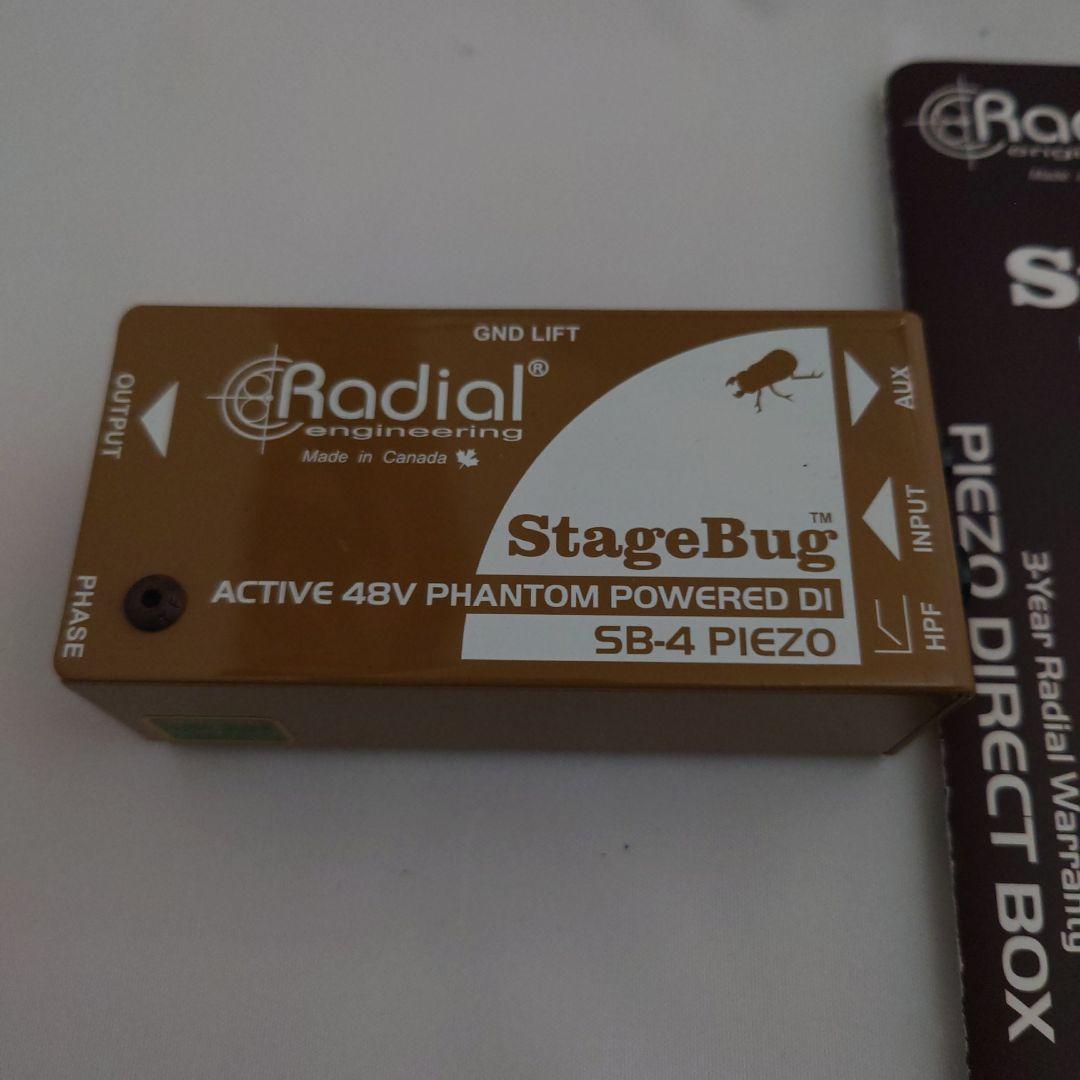 GND LIFT
Radial®
engineering
Made in Canada
OUTPUT
PHASE
AUX
INPUT
HPF
StageBug™
ACTIVE 48V PHANTOM POWERED DI
SB-4 PIEZO
PIEZO DIRECT BOX
3-Year Radial Warranty